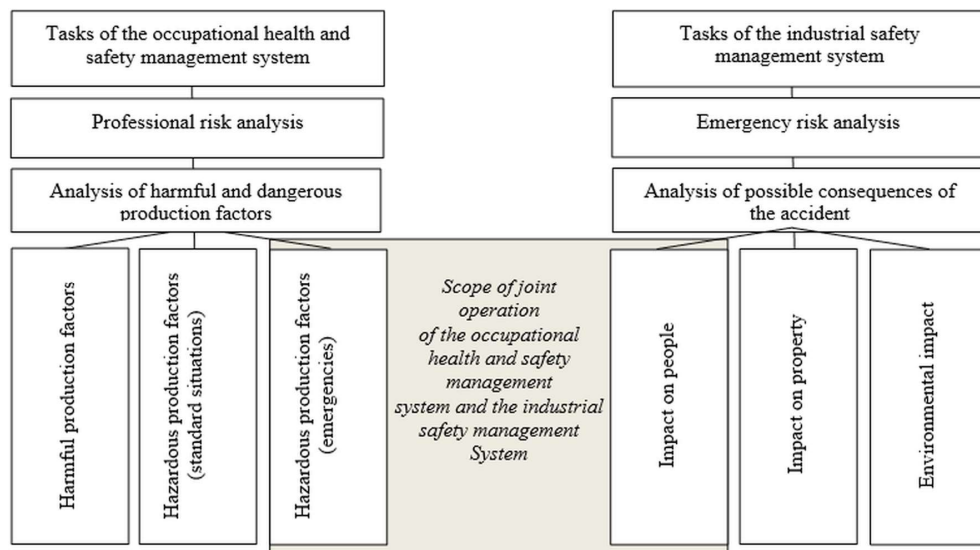 Tasks of the occupational health and
safety management system
Professional risk analysis
Analysis of harmful and dangerous
production factors
Harmful production factors
Hazardous production factors
(standard situations)
Hazardous production factors
(emergencies)
Scope of joint
operation
of the occupational
health and safety
management
system and the industrial
safety management
System
Tasks of the industrial safety
management system
Emergency risk analysis
Analysis of possible consequences of
the accident
Impact on people
Impact on property
Environmental impact